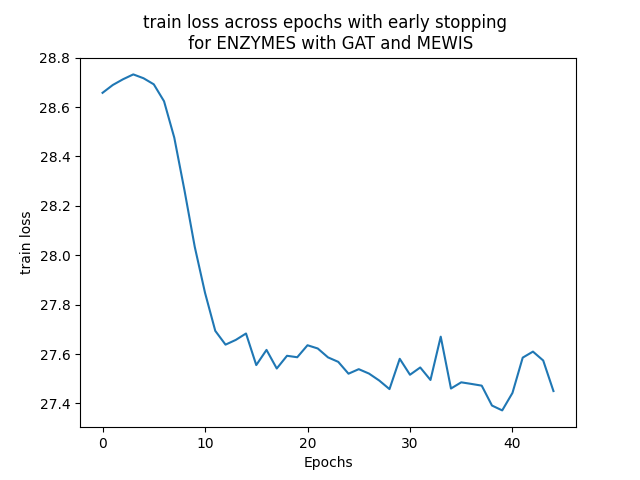 train loss across epochs with early stopping
for ENZYMES with GAT and MEWIS
28.8
28.6
28.4
28.2
28.0
27.8
27.6
27.4
train loss
0 10 20 30 40
Epochs